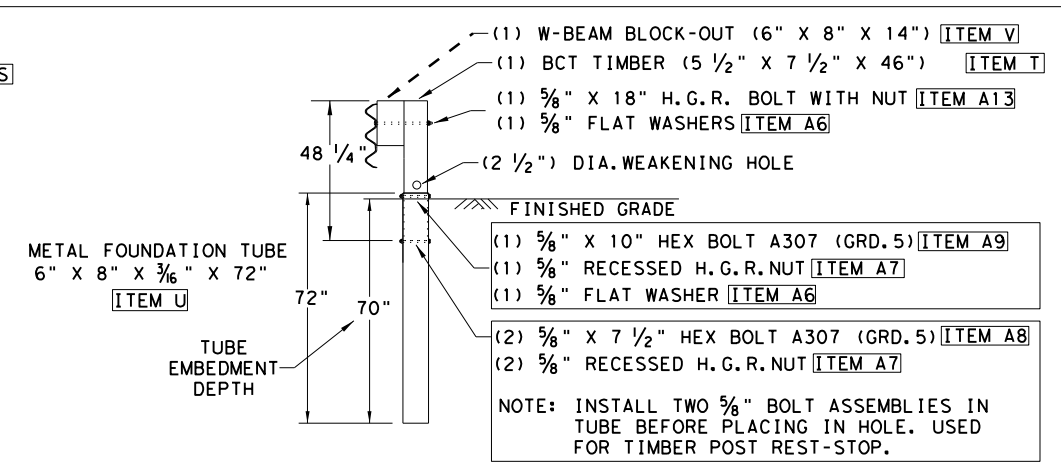 S
(1) W-BEAM BLOCK-OUT (6" X 8" X 14") ITEM V
(1) BCT TIMBER (5 1/2" X 7 1/2" X 46") ITEM T
(1) 5/8" X 18" H.G.R. BOLT WITH NUT ITEM A13
(1) 5/8" FLAT WASHERS ITEM A6
48 1/4"
(2 1/2") DIA.WEAKENING HOLE
FINISHED GRADE
METAL FOUNDATION TUBE
6" X 8" X 3/16" X 72"
ITEM U
(1) 5/8" X 10" HEX BOLT A307 (GRD.5) ITEM A9
(1) 5/8" RECESSED H.G.R.NUT ITEM A7
(1) 5/8" FLAT WASHER ITEM A6
72"
70"
TUBE
EMBEDMENT
DEPTH
(2) 5/8" X 7 1/2" HEX BOLT A307 (GRD.5) ITEM A8
(2) 5/8" RECESSED H.G.R.NUT ITEM A7
NOTE: INSTALL TWO 5/8" BOLT ASSEMBLIES IN
TUBE BEFORE PLACING IN HOLE. USED
FOR TIMBER POST REST-STOP.